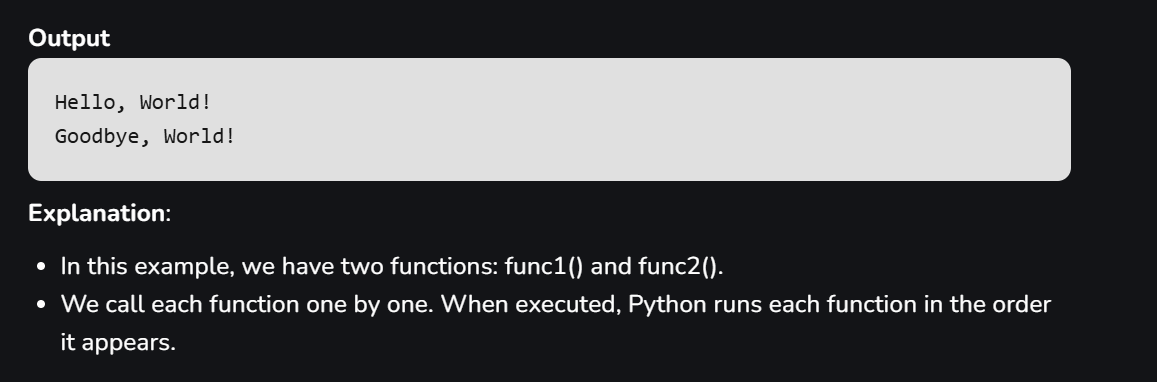 Output
Hello, World!
Goodbye, World!
Explanation:
• In this example, we have two functions: func1() and func2().
• We call each function one by one. When executed, Python runs each function in the order
it appears.